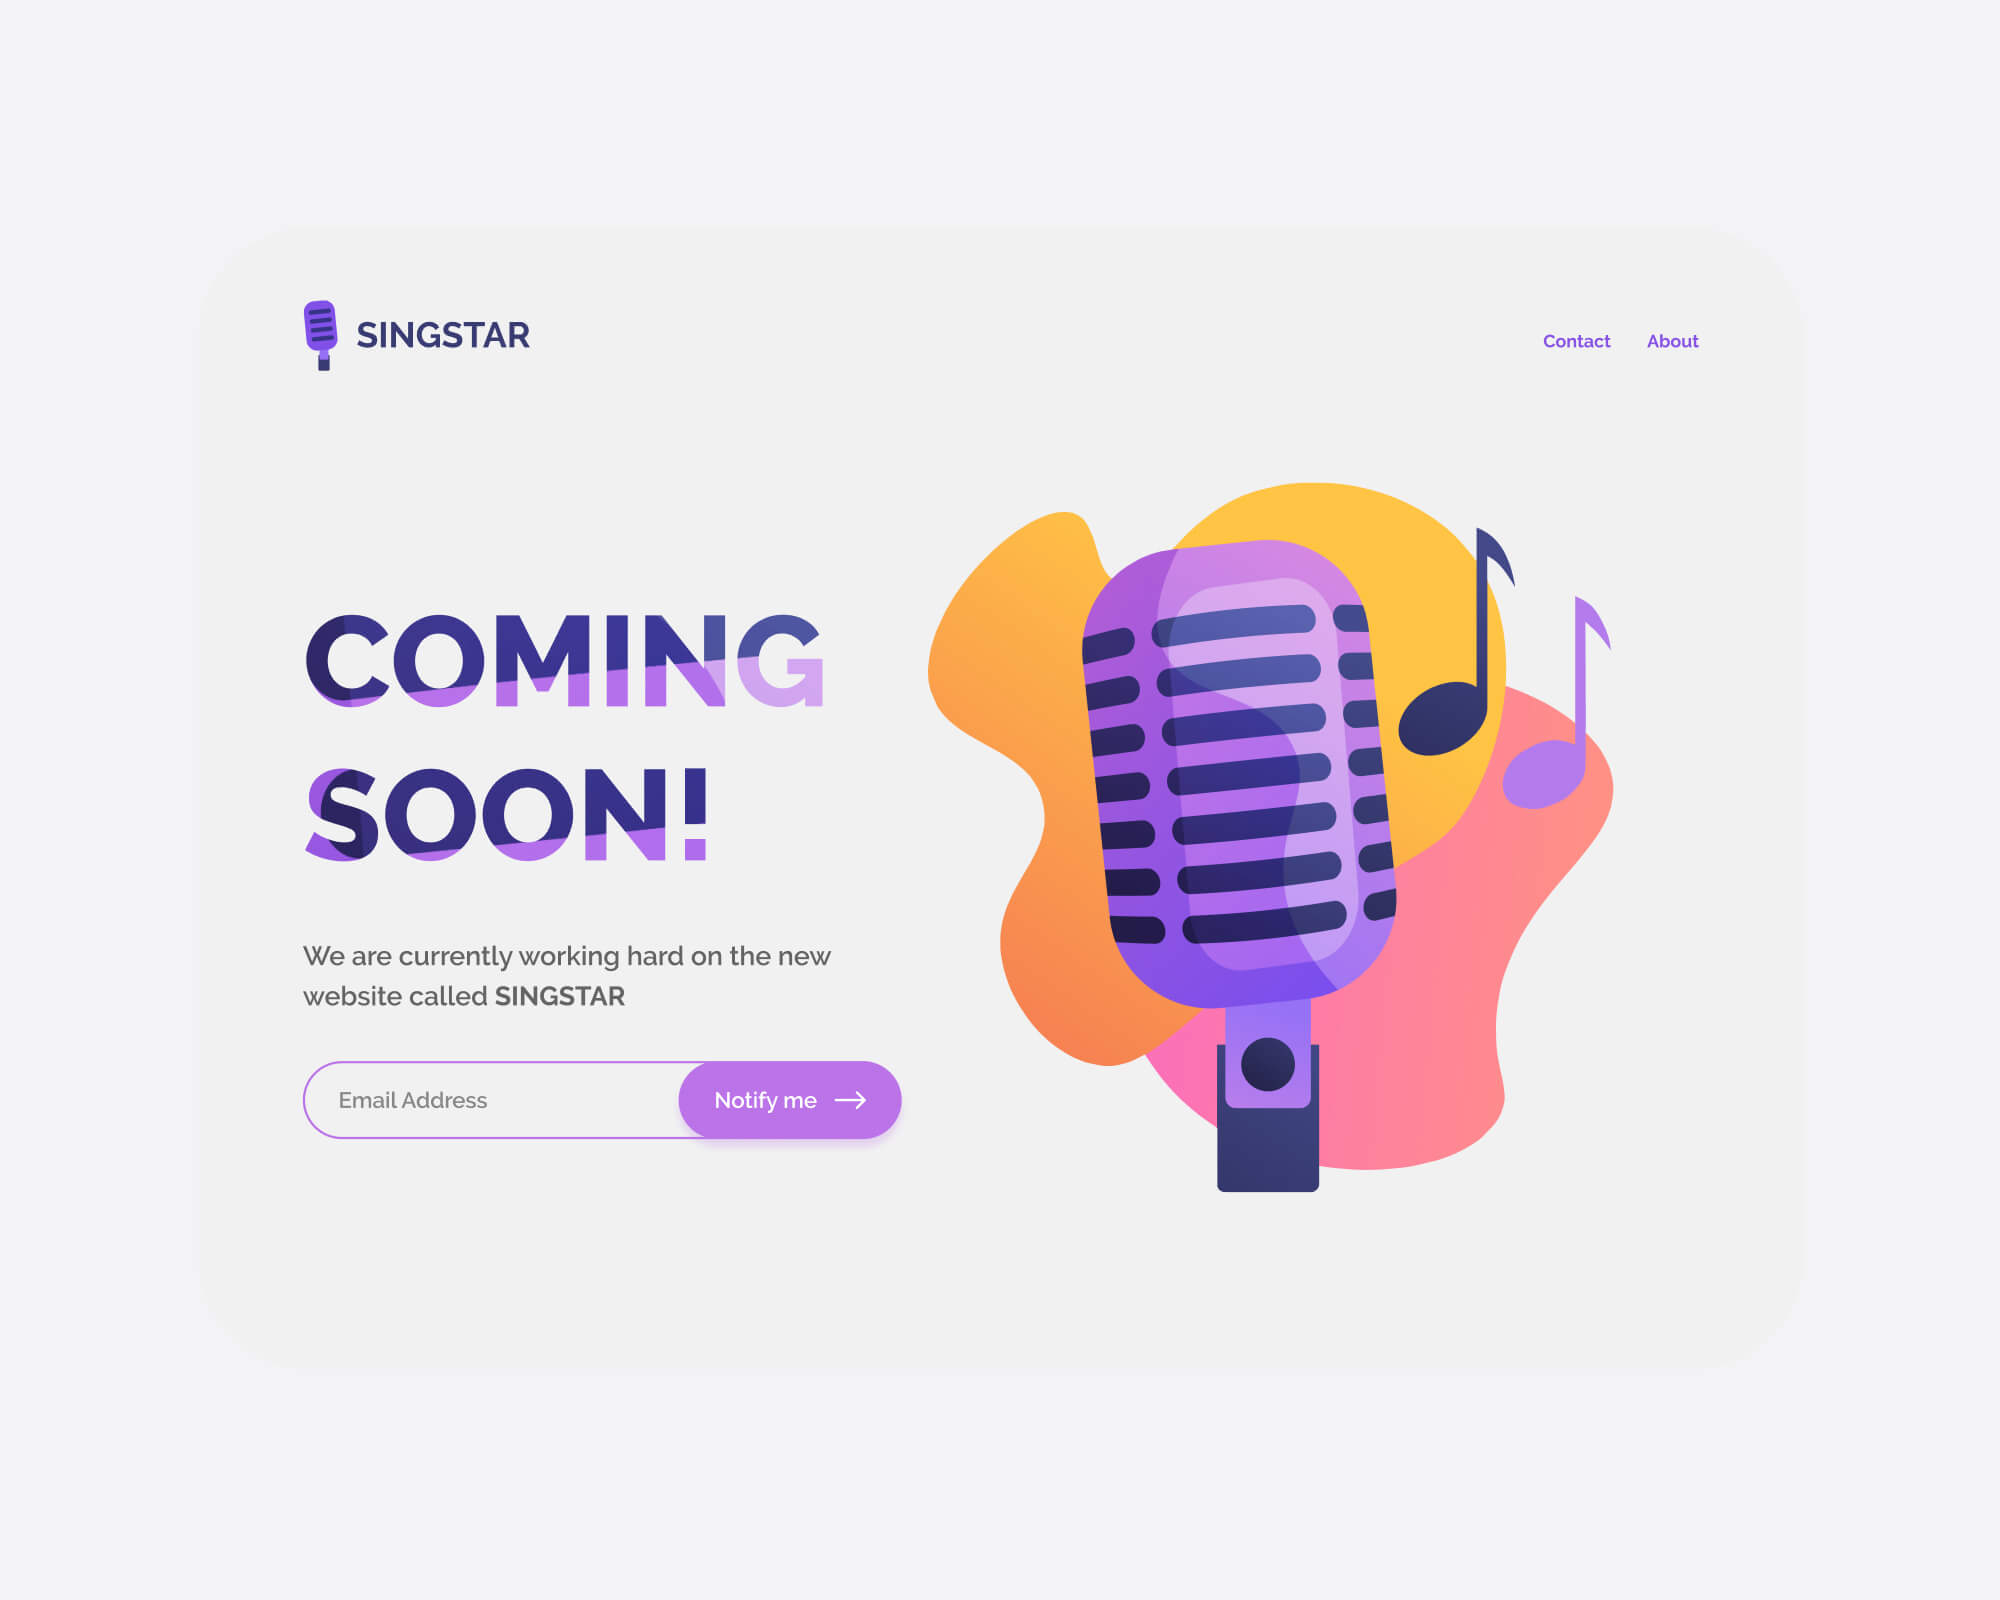 SINGSTAR
Contact
About
COMING
SOON!
We are currently working hard on the new
website called SINGSTAR
Email Address
Notify me